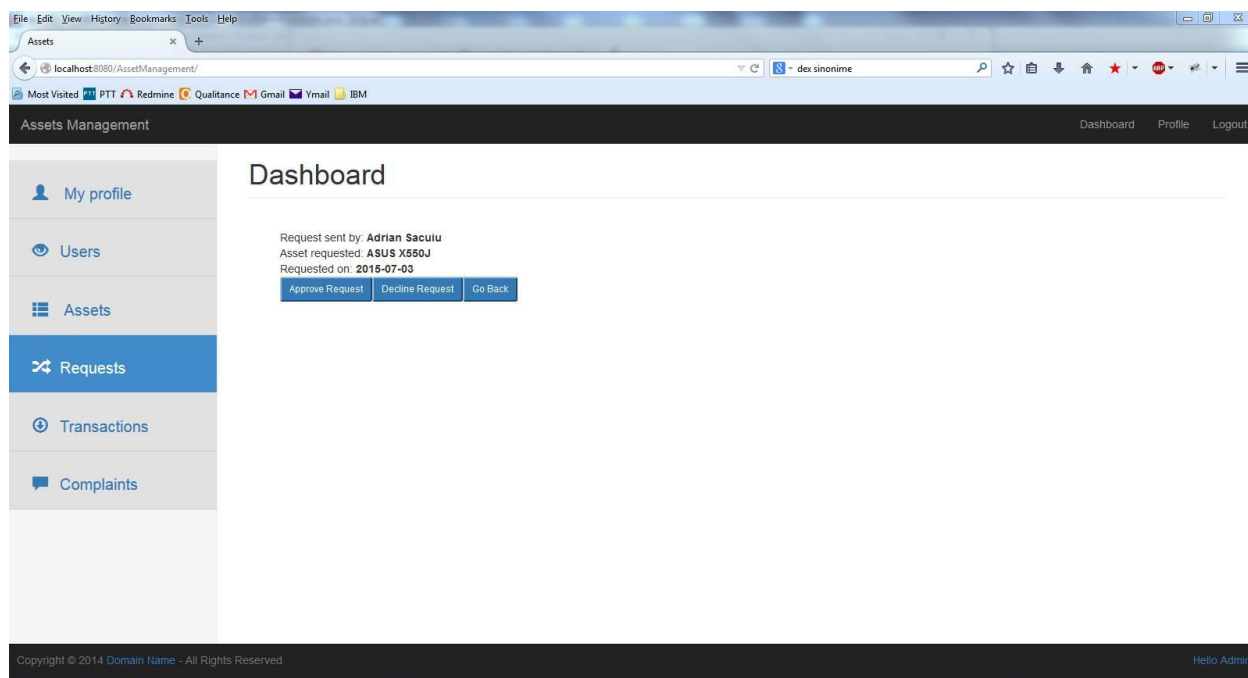 File Edit View History Bookmarks Tools Help
Assets
localhost:8080/AssetManagement/
dex sinonime
Most Visited PTT Redmine Qualitance Gmail Ymail IBM
Assets Management Dashboard Profile Logout
Dashboard
My profile
Users
Assets
Requests
Transactions
Complaints
Request sent by: Adrian Sacuiu
Asset requested: ASUS X550J
Requested on: 2015-07-03
Approve Request Decline Request Go Back
Copyright © 2014 Domain Name - All Rights Reserved Hello Admin